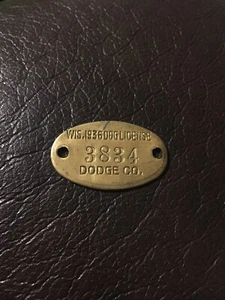 WIS. 1936 DOG LICENSE
3834
DODGE CO.